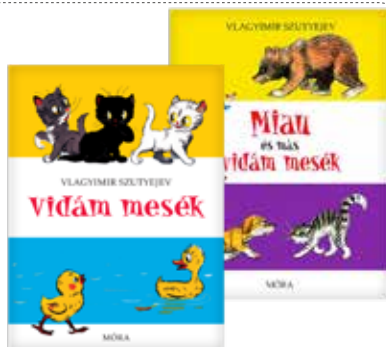 VLAGYIMIR SZUTYEJEV
Vidám mesék
MÓRA
VLAGYIMIR SZUTYEJEV
Miau
és más
vidám mesék
MÓRA